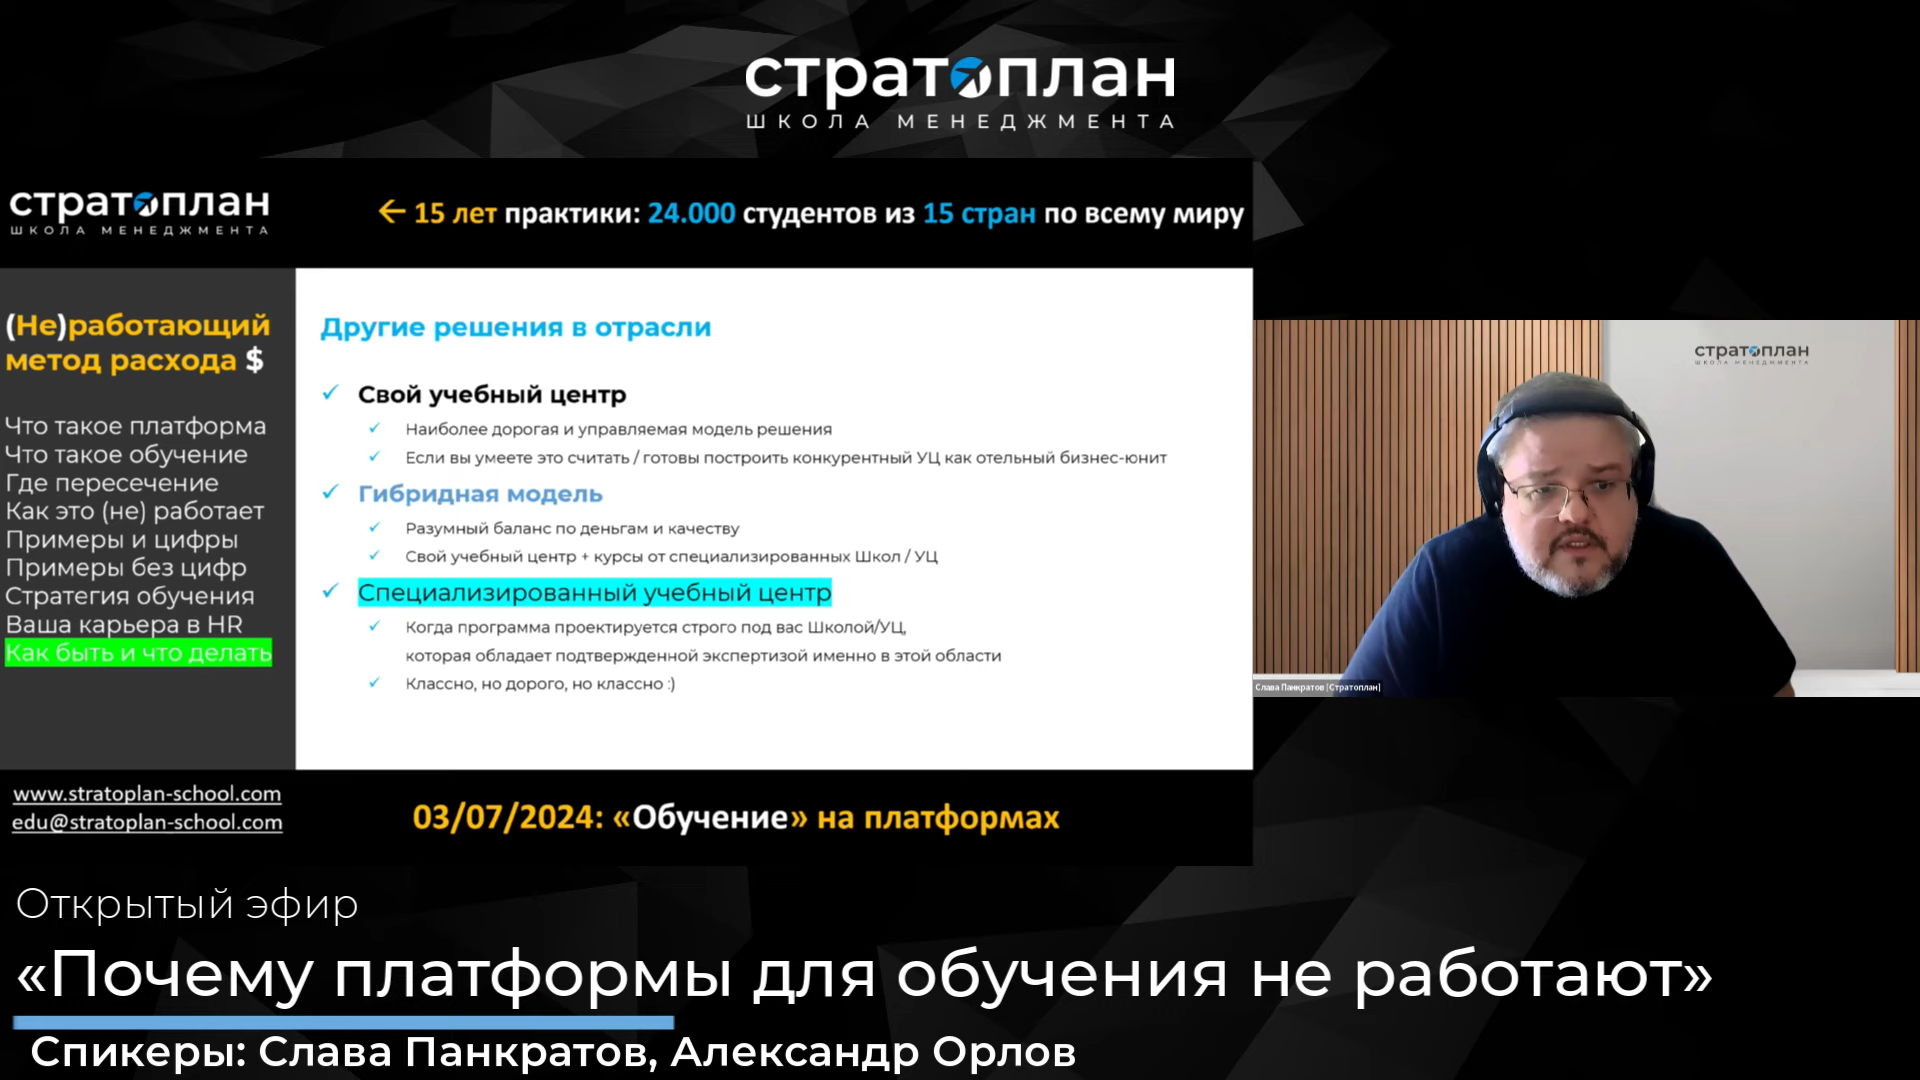 стратоплан
ШКОЛА МЕНЕДЖМЕНТА
стратоплан
ШКОЛА МЕНЕДЖМЕНТА
← 15 лет практики: 24.000 студентов из 15 стран по всему миру
(Не)работающий
метод расхода $
Что такое платформа
Что такое обучение
Где пересечение
Как это (не) работает
Примеры и цифры
Примеры без цифр
Стратегия обучения
Ваша карьера в HR
Как быть и что делать
Другие решения в отрасли
✓ Свой учебный центр
✓ Наиболее дорогая и управляемая модель решения
✓ Если вы умеете это считать / готовы построить конкурентный УЦ как отельный бизнес-юнит
✓ Гибридная модель
✓ Разумный баланс по деньгам и качеству
✓ Свой учебный центр + курсы от специализированных Школ / УЦ
✓ Специализированный учебный центр
✓ Когда программа проектируется строго под вас Школой/УЦ,
которая обладает подтвержденной экспертизой именно в этой области
✓ Классно, но дорого, но классно :)
стратоплан
ШКОЛА МЕНЕДЖМЕНТА
Слава Панкратов [Стратоплан]
www.stratoplan-school.com
edu@stratoplan-school.com
03/07/2024: «Обучение» на платформах
Открытый эфир
«Почему платформы для обучения не работают»
Спикеры: Слава Панкратов, Александр Орлов